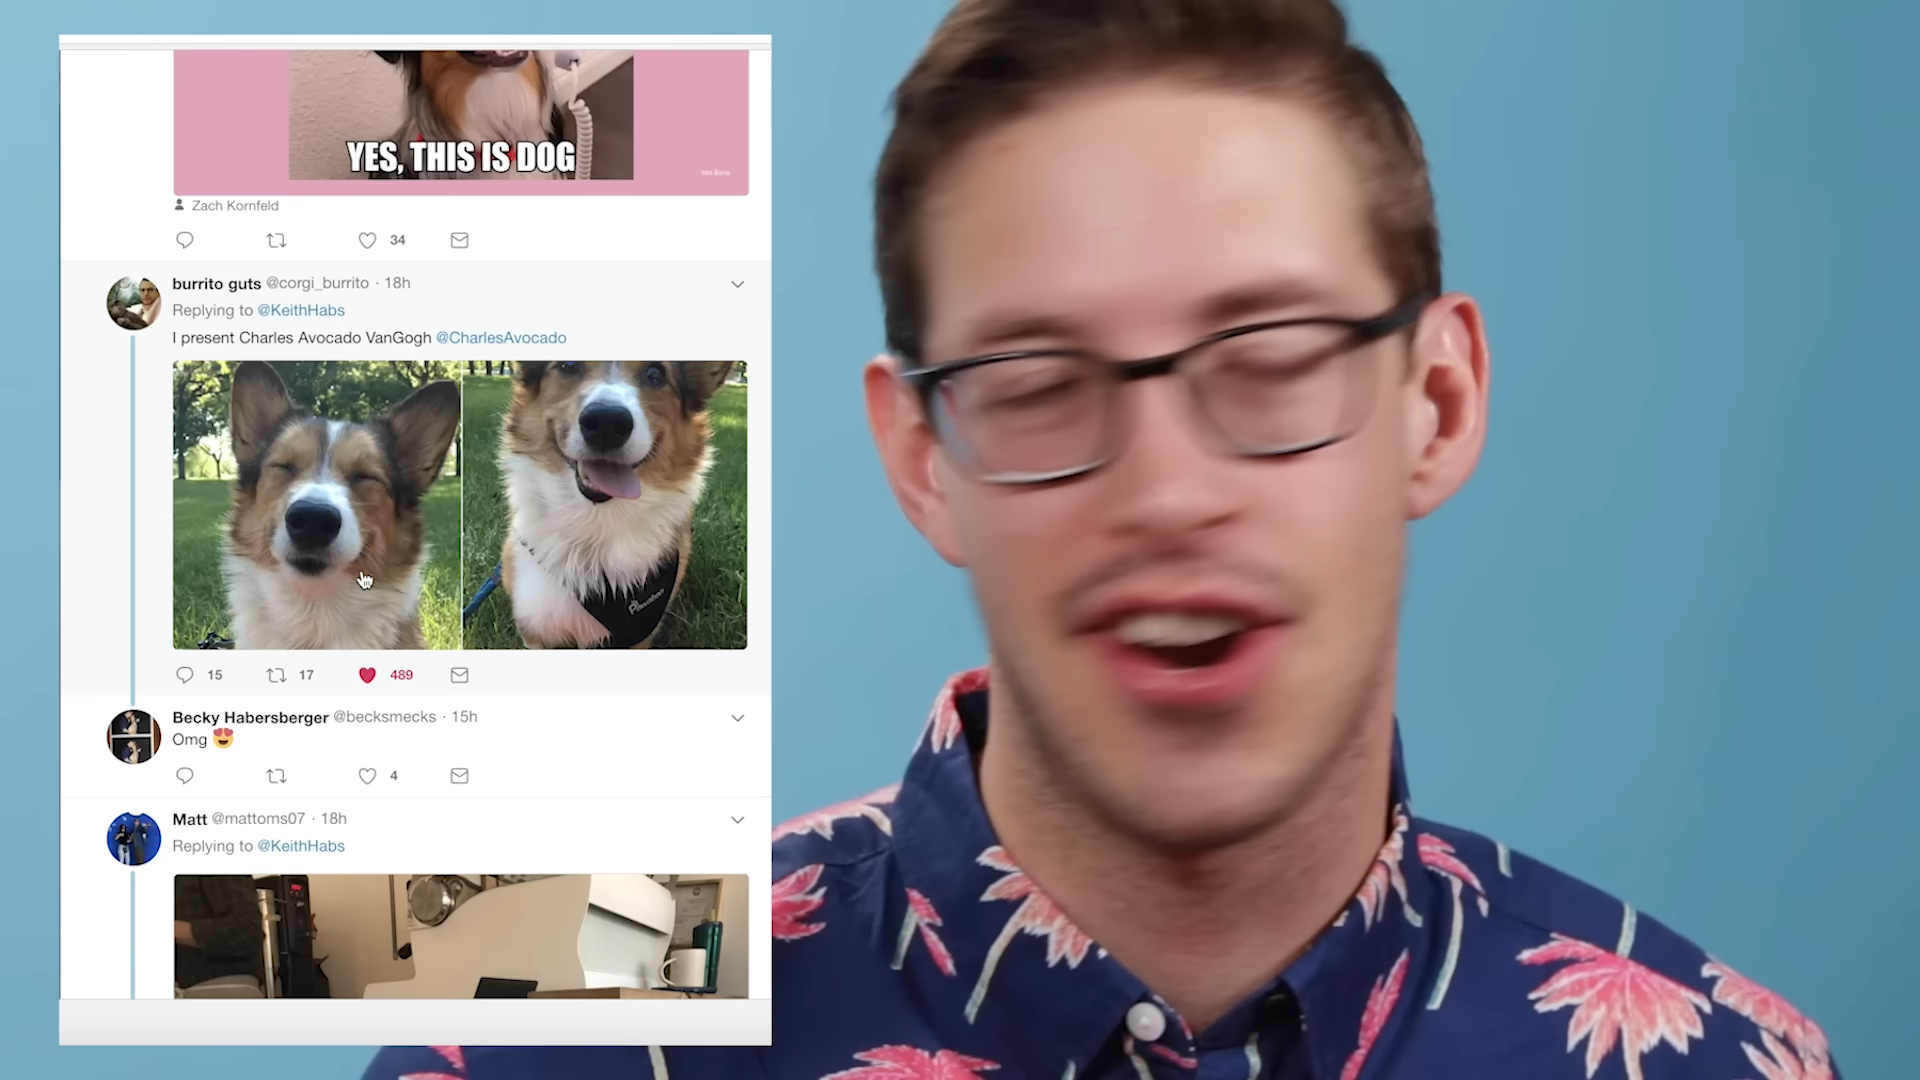 YES, THIS IS DOG
Zach Kornfeld
34
burrito guts @corgi_burrito · 18h
Replying to @KeithHabs
I present Charles Avocado VanGogh @CharlesAvocado
15 17 489
Becky Habersberger @becksmecks · 15h
Omg 😍
4
Matt @mattoms07 · 18h
Replying to @KeithHabs